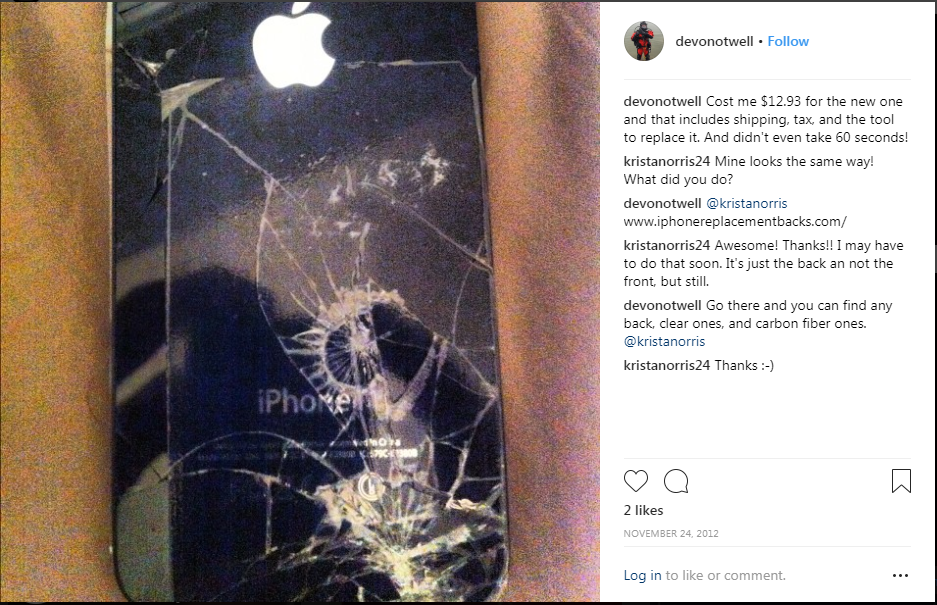 devonotwell • Follow
devonotwell Cost me $12.93 for the new one
and that includes shipping, tax, and the tool
to replace it. And didn't even take 60 seconds!
kristanorris24 Mine looks the same way!
What did you do?
devonotwell @kristanorris
www.iphonereplacementbacks.com/
kristanorris24 Awesome! Thanks!! I may have
to do that soon. It's just the back an not the
front, but still.
devonotwell Go there and you can find any
back, clear ones, and carbon fiber ones.
@kristanorris
kristanorris24 Thanks :-)
2 likes
NOVEMBER 24, 2012
Log in to like or comment.
iPhone